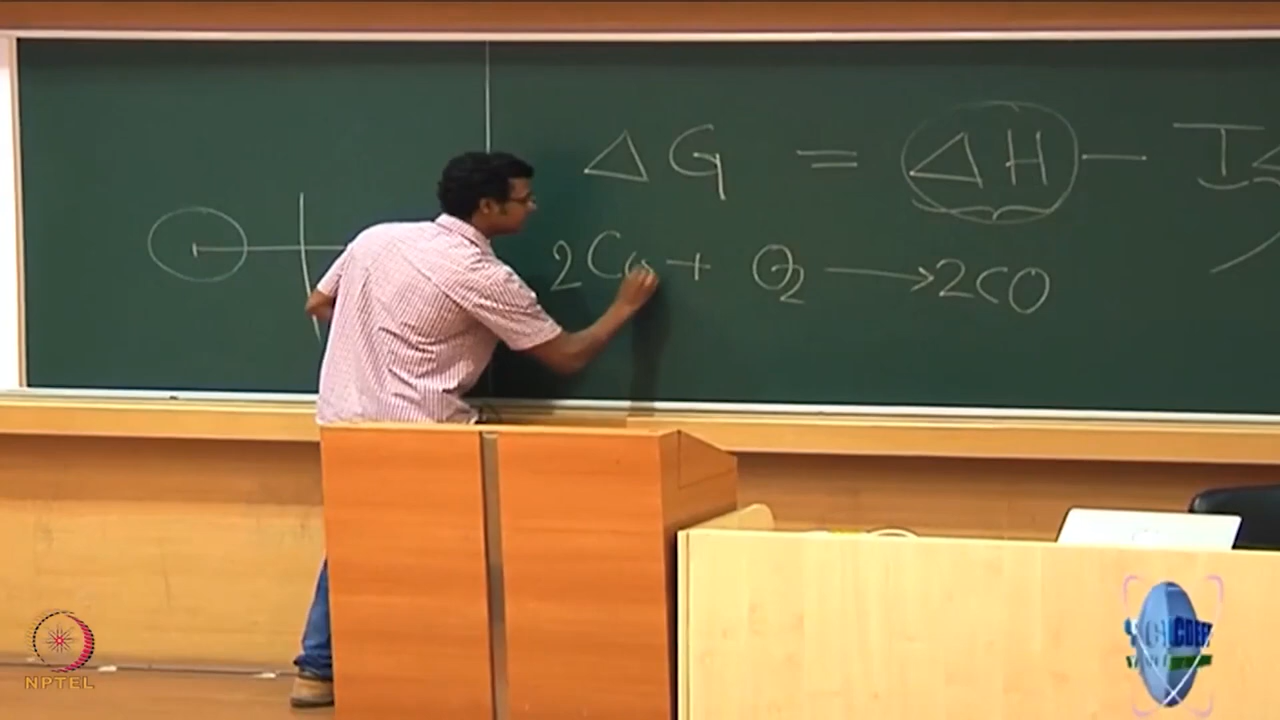 ΔG = ΔH - T
2C + O2 → 2CO
NPTEL